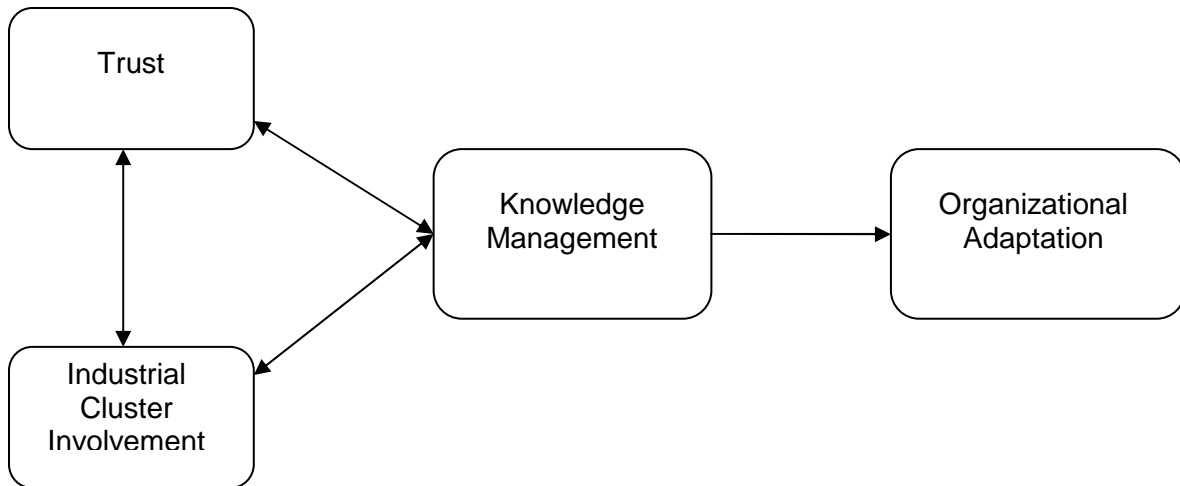 Trust
Knowledge
Management
Organizational
Adaptation
Industrial
Cluster
Involvement